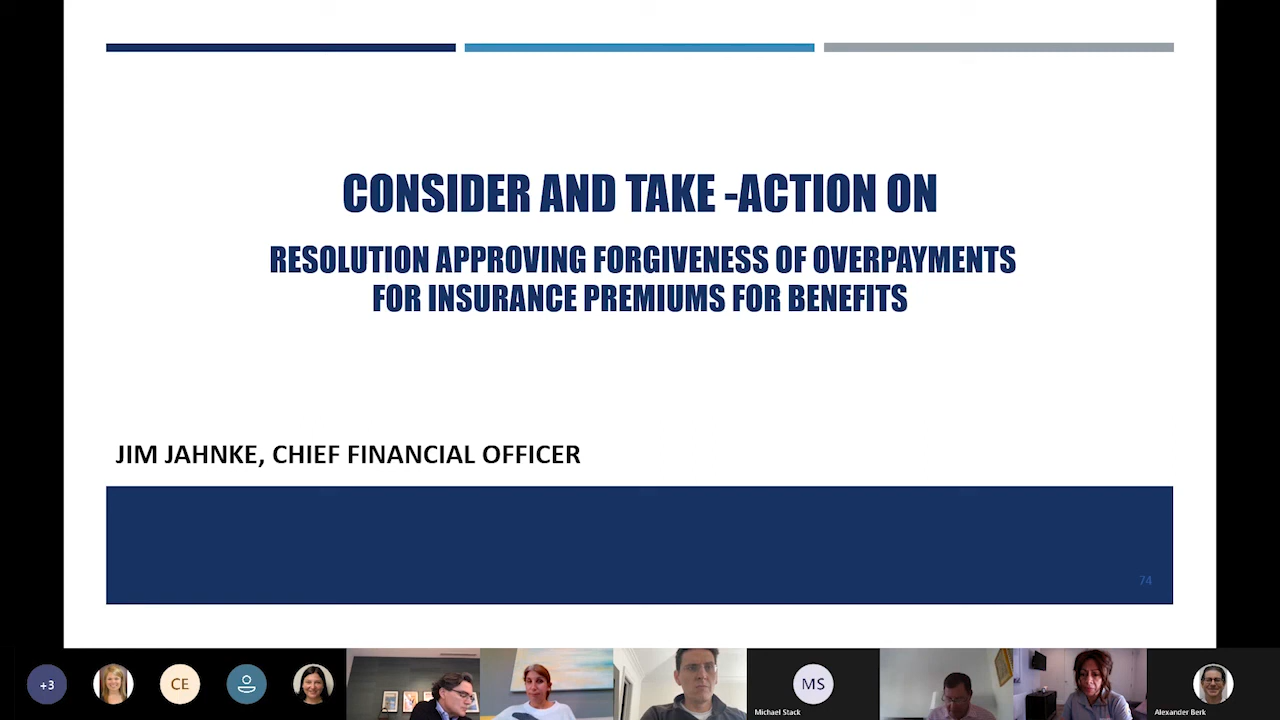 CONSIDER AND TAKE -ACTION ON
RESOLUTION APPROVING FORGIVENESS OF OVERPAYMENTS
FOR INSURANCE PREMIUMS FOR BENEFITS
JIM JAHNKE, CHIEF FINANCIAL OFFICER
74
+3
CE
MS
Michael Stack
Alexander Berk